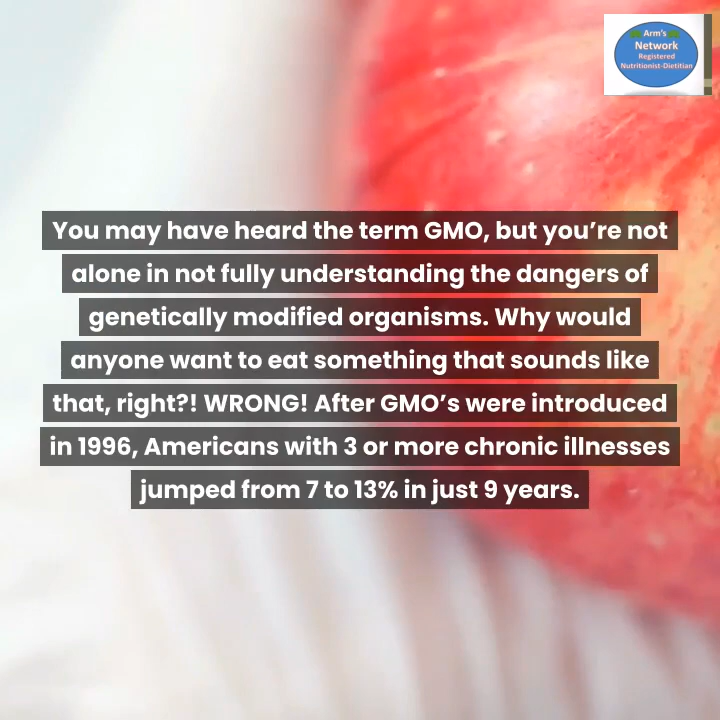 Arm's
Network
Registered
Nutritionist-Dietitian
You may have heard the term GMO, but you’re not
alone in not fully understanding the dangers of
genetically modified organisms. Why would
anyone want to eat something that sounds like
that, right?! WRONG! After GMO’s were introduced
in 1996, Americans with 3 or more chronic illnesses
jumped from 7 to 13% in just 9 years.